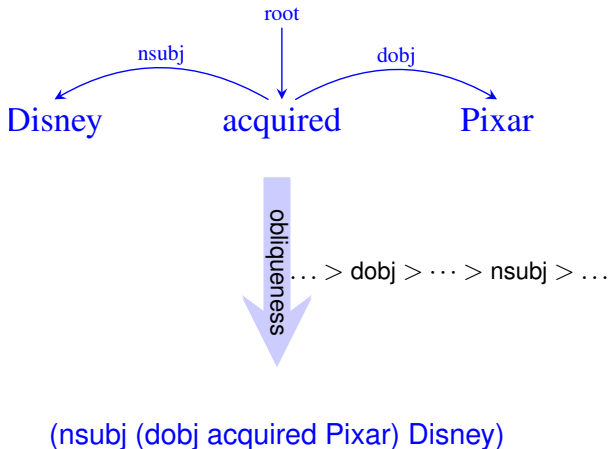 root
nsubj dobj
Disney acquired Pixar
obliqueness
… > dobj > ⋯ > nsubj > …
(nsubj (dobj acquired Pixar) Disney)